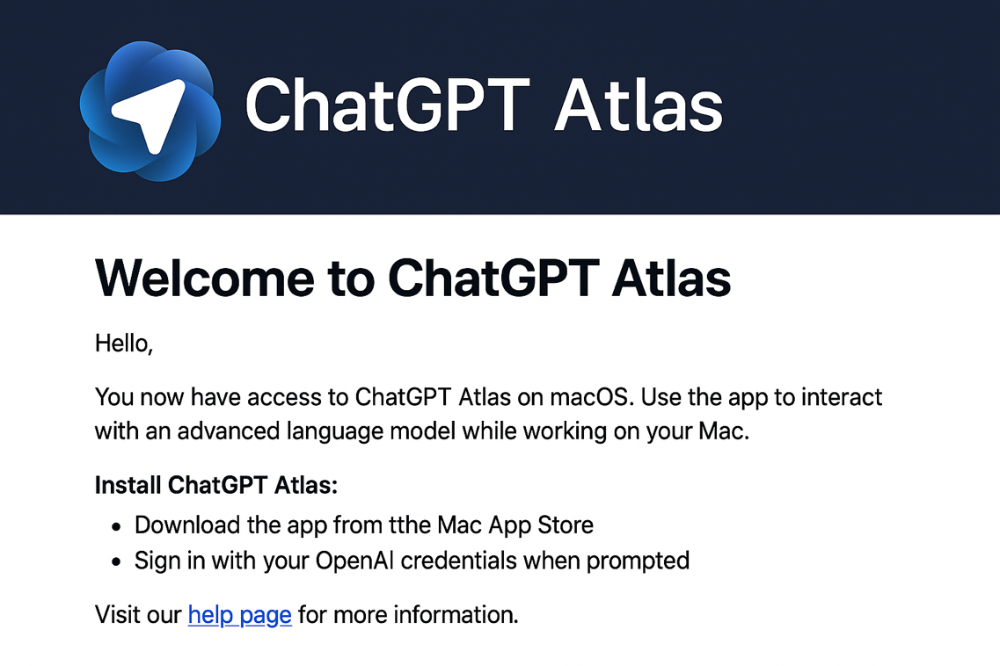 ChatGPT Atlas
Welcome to ChatGPT Atlas
Hello,
You now have access to ChatGPT Atlas on macOS. Use the app to interact
with an advanced language model while working on your Mac.
Install ChatGPT Atlas:
• Download the app from tthe Mac App Store
• Sign in with your OpenAI credentials when prompted
Visit our help page for more information.